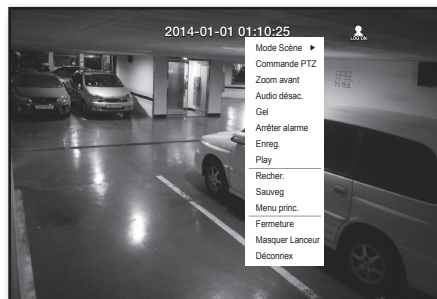 2014-01-01 01:10:25
LOG ON
Mode Scène
Commande PTZ
Zoom avant
Audio désac.
Gel
Arrêter alarme
Enreg.
Play
Recher.
Sauveg
Menu princ.
Fermeture
Masquer Lanceur
Déconnex